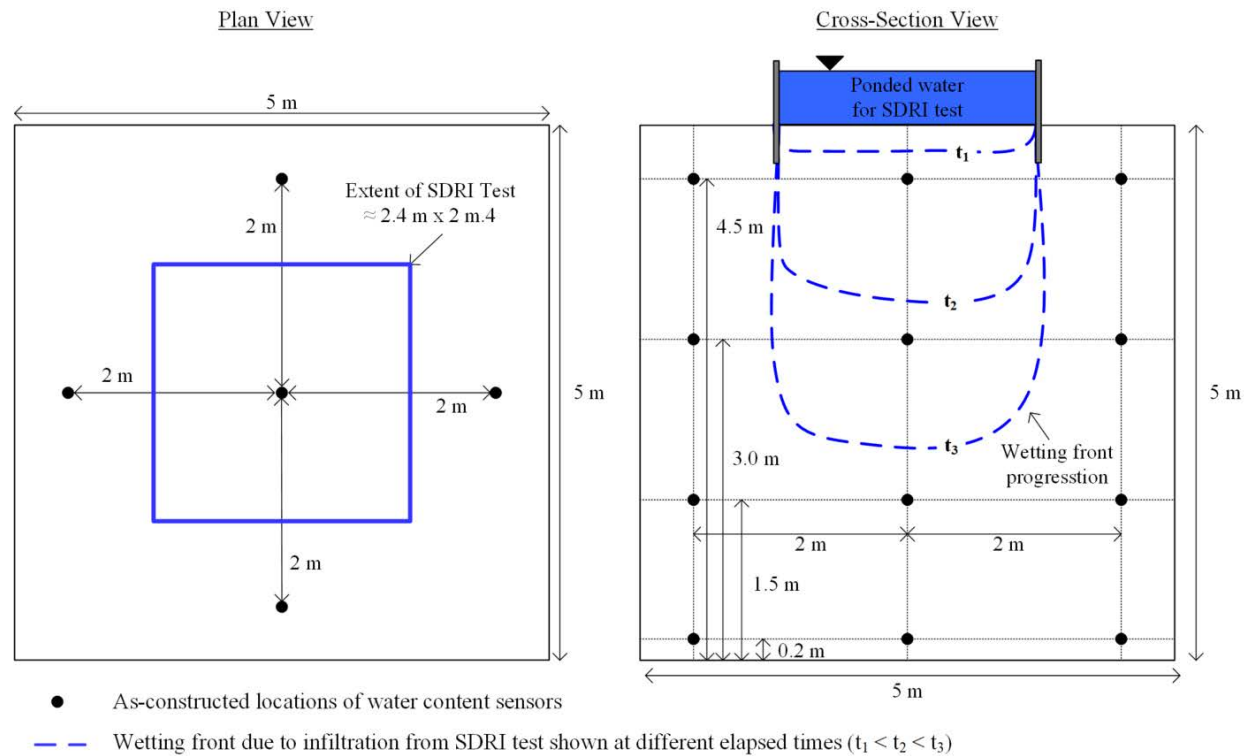 Plan View
5 m
Extent of SDRI Test
≈ 2.4 m x 2 m.4
2 m
2 m
2 m
5 m
2 m
Cross-Section View
Ponded water
for SDRI test
t1
4.5 m
t2
5 m
t3
3.0 m
Wetting front
progresstion
2 m
2 m
1.5 m
0.2 m
5 m
As-constructed locations of water content sensors
Wetting front due to infiltration from SDRI test shown at different elapsed times (t1 < t2 < t3)